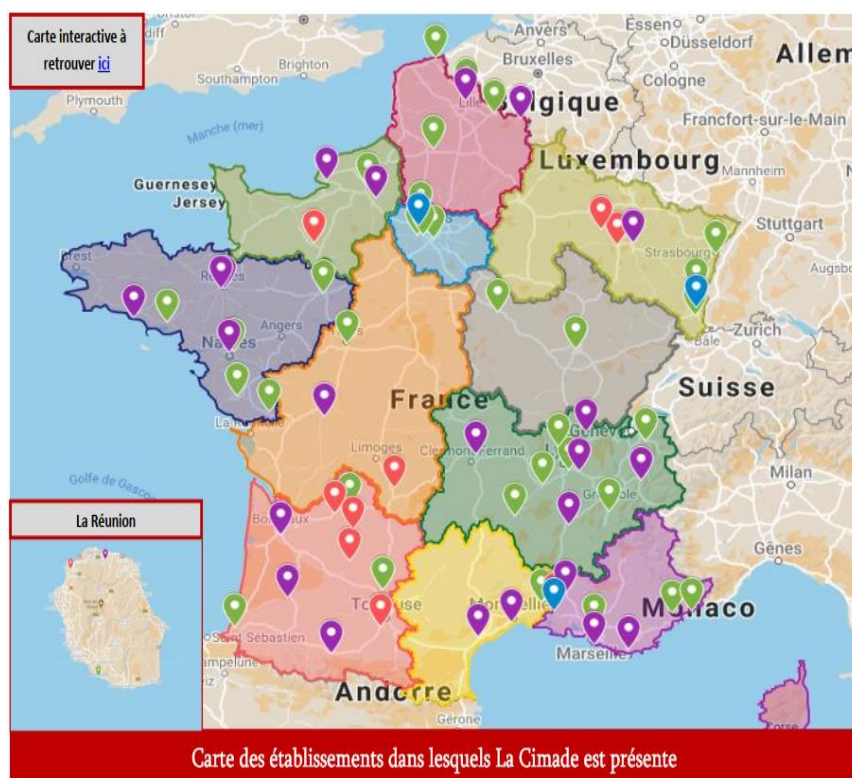 Carte interactive à
retrouver ici
Anvers
Essen
Düsseldorf
Allem
Bruxelles
Cologne
Southampton
Brighton
Plymouth
Lille
Belgique
Francfort-sur-le-Main
Manche (mer)
Luxembourg
Mannheim
Guernesey
Jersey
Stuttgart
Strasbourg
Brest
Rennes
Augsbo
Angers
Nantes
Bâle
Zurich
Suisse
France
La Rochelle
Genève
Limoges
Clermont-Ferrand
Lyon
Milan
Golfe de Gascog
Grenoble
La Réunion
Bordeaux
Gênes
Toulouse
Montpellier
Monaco
Saint-Sébastien
Marseille
Pampelune
Andorre
Gérone
Corse
Carte des établissements dans lesquels La Cimade est présente